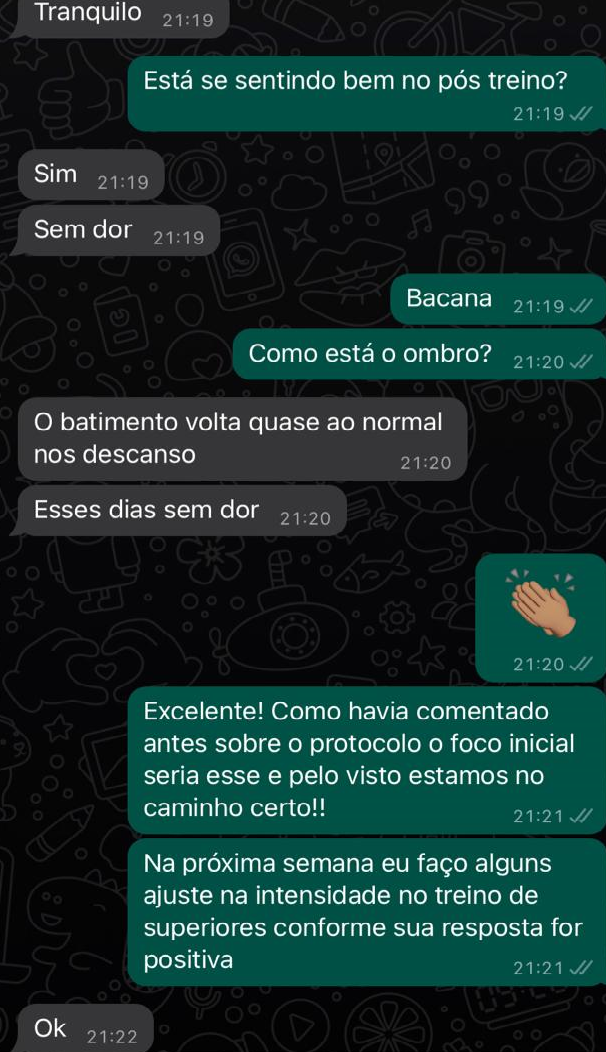 Tranquilo 21:19
Está se sentindo bem no pós treino?
21:19
Sim 21:19
Sem dor 21:19
Bacana 21:19
Como está o ombro? 21:20
O batimento volta quase ao normal
nos descanso 21:20
Esses dias sem dor 21:20
21:20
Excelente! Como havia comentado
antes sobre o protocolo o foco inicial
seria esse e pelo visto estamos no
caminho certo!! 21:21
Na próxima semana eu faço alguns
ajuste na intensidade no treino de
superiores conforme sua resposta for
positiva 21:21
Ok 21:22